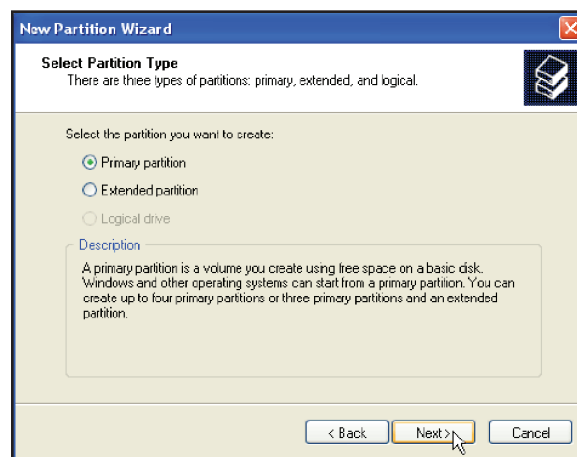 New Partition Wizard
Select Partition Type
There are three types of partitions: primary, extended, and logical.
Select the partition you want to create:
Primary partition
Extended partition
Logical drive
Description
A primary partition is a volume you create using free space on a basic disk.
Windows and other operating systems can start from a primary partition. You can
create up to four primary partitions or three primary partitions and an extended
partition.
< Back
Next >
Cancel